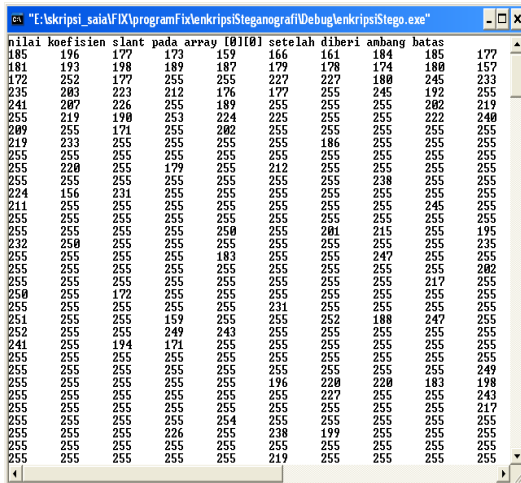 "E:\skripsi_saia\FIX\programFix\enkripsiSteganografi\Debug\enkripsiStego.exe"
nilai koefisien slant pada array [0][0] setelah diberi ambang batas
185 196 177 173 159 166 161 184 185 177
181 193 198 189 187 179 178 174 180 157
172 252 177 255 255 227 227 180 245 233
235 203 223 212 176 177 255 245 192 255
241 207 226 255 189 255 255 255 202 219
255 219 190 253 224 225 255 255 222 240
209 255 171 255 202 255 255 255 255 255
219 233 255 255 255 255 186 255 255 255
255 255 255 255 255 255 255 255 255 255
255 220 255 179 255 212 255 255 255 255
255 255 255 255 255 255 255 238 255 255
224 156 231 255 255 255 255 255 255 255
211 255 255 255 255 255 255 255 245 255
255 255 255 255 255 255 255 255 255 255
255 255 255 255 250 255 201 215 255 195
232 250 255 255 255 255 255 255 255 235
255 255 255 255 183 255 255 247 255 255
255 255 255 255 255 255 255 255 255 202
255 255 255 255 255 255 255 255 217 255
250 255 172 255 255 255 255 255 255 255
255 255 255 255 255 231 255 255 255 255
251 255 255 159 255 255 252 188 247 255
252 255 255 249 243 255 255 255 255 255
241 255 194 171 255 255 255 255 255 255
255 255 255 255 255 255 255 255 255 255
255 255 255 255 255 255 255 255 255 249
255 255 255 255 255 196 220 220 183 198
255 255 255 255 255 255 227 255 255 243
255 255 255 255 255 255 255 255 255 217
255 255 255 255 254 255 255 255 255 255
255 255 255 226 255 238 199 255 255 255
255 255 255 255 255 255 255 255 255 255
255 255 255 255 255 219 255 255 255 255